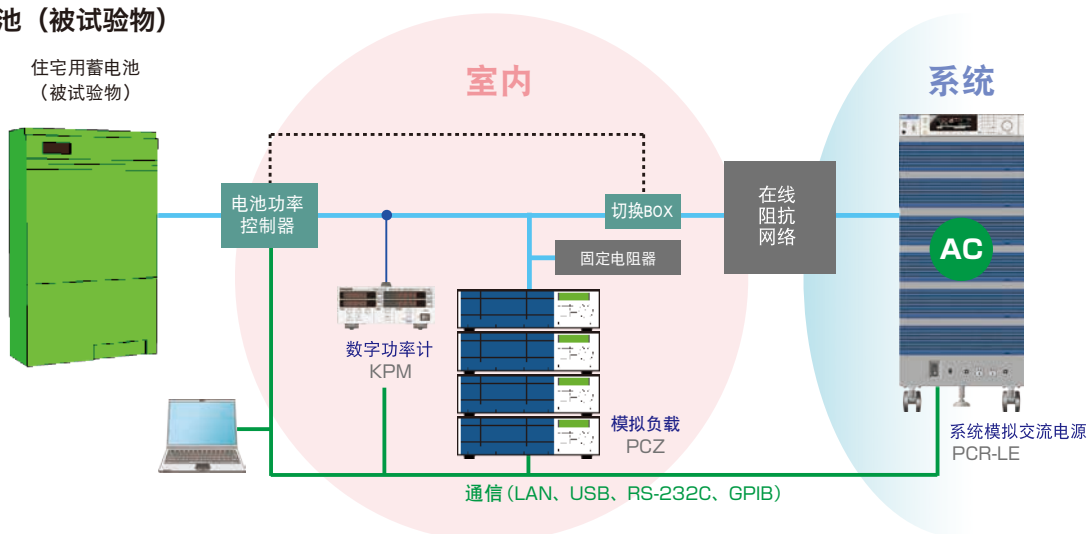 池（被试验物）
住宅用蓄电池
（被试验物）
室内
系统
电池功率
控制器
切换BOX
在线
阻抗
网络
固定电阻器
AC
数字功率计
KPM
模拟负载
PCZ
系统模拟交流电源
PCR-LE
通信（LAN、USB、RS-232C、GPIB）